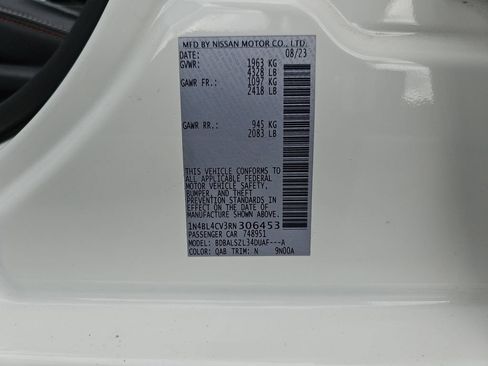 MFD BY NISSAN MOTOR CO., LTD.
DATE: 08/23
GVWR: 1963 KG
4328 LB
GAWR FR.: 1097 KG
2418 LB
GAWR RR.: 945 KG
2083 LB
THIS VEHICLE CONFORMS TO
ALL APPLICABLE FEDERAL
MOTOR VEHICLE SAFETY,
BUMPER, AND THEFT
PREVENTION STANDARDS IN
EFFECT ON THE DATE OF
MANUFACTURE SHOWN ABOVE.
1N4BL4CV3RN306453
PASSENGER CAR 748951
MODEL: BDBALSZL34DUAF---A
COLOR: QAB TRIM: N 9N00A